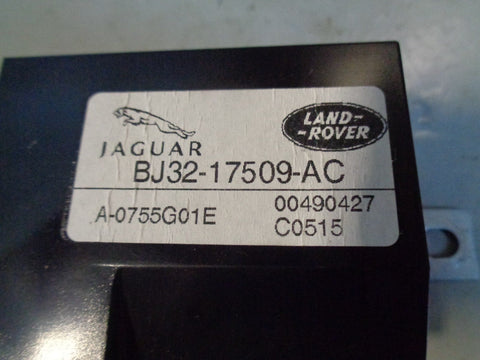 JAGUAR
LAND-
-ROVER
BJ32-17509-AC
A-0755G01E
00490427
C0515